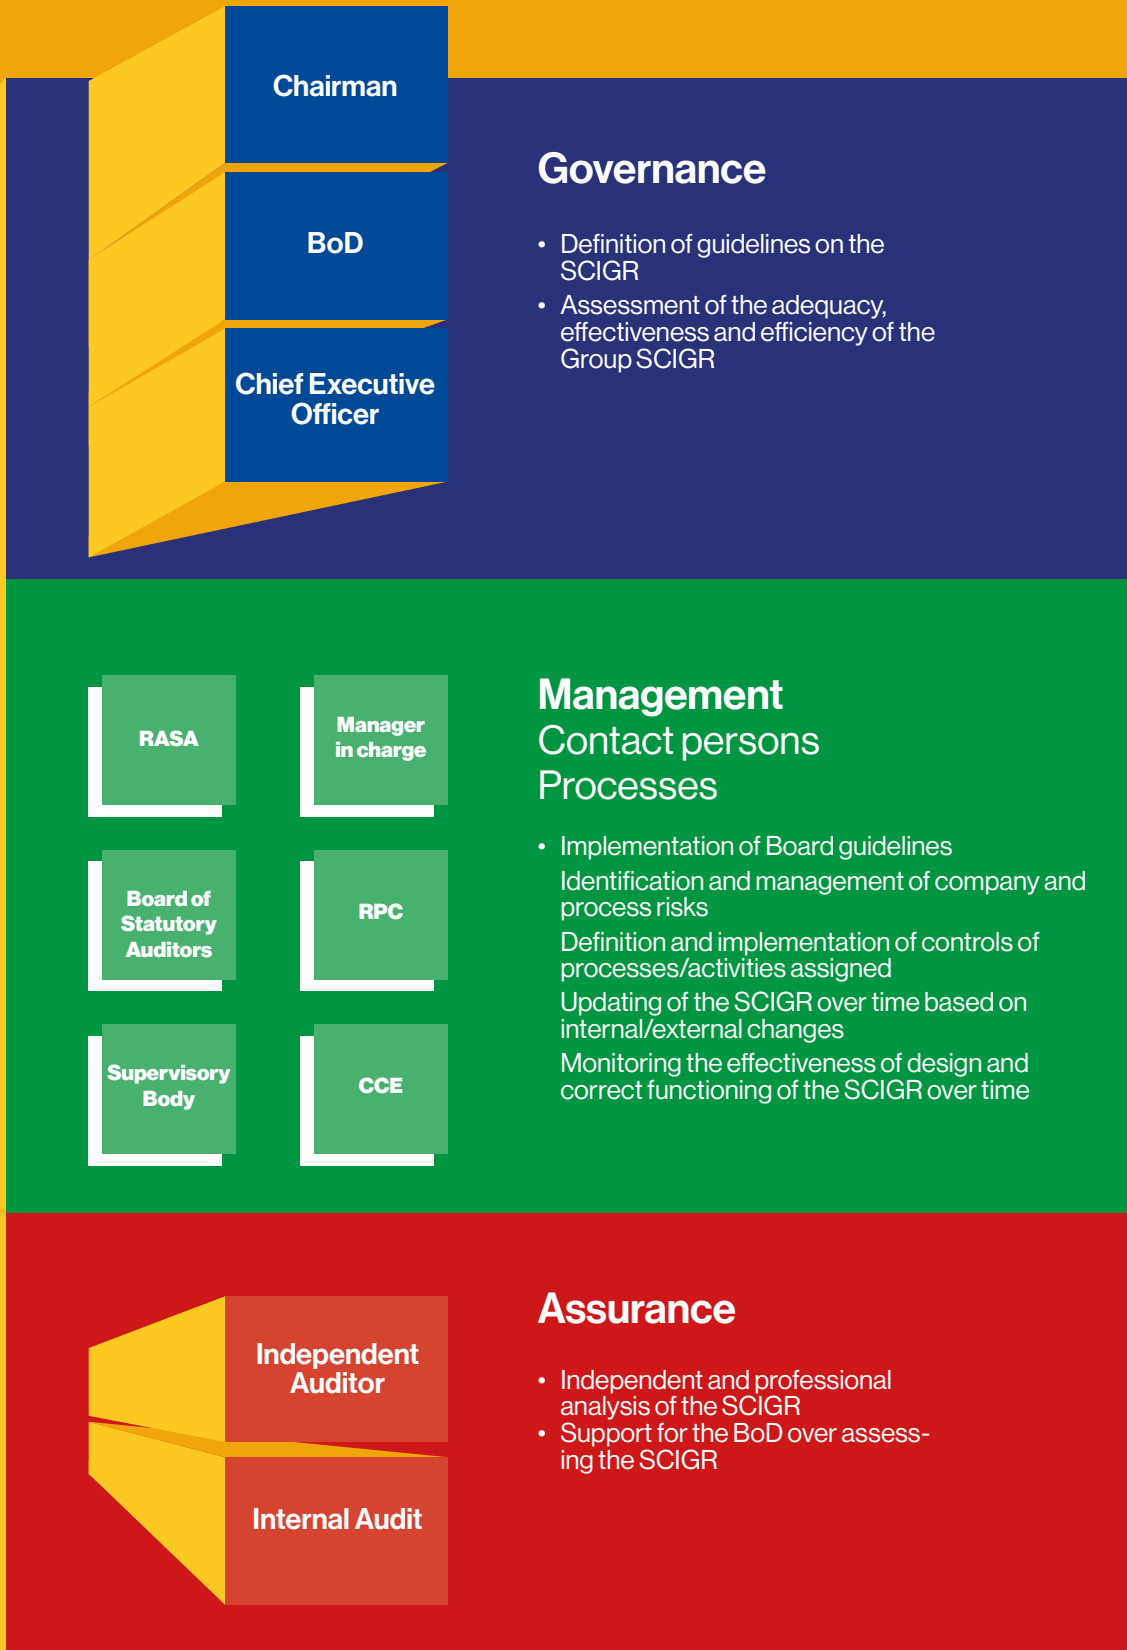 Chairman
BoD
Chief Executive
Officer
Governance
• Definition of guidelines on the
SCIGR
• Assessment of the adequacy,
effectiveness and efficiency of the
Group SCIGR
RASA
Manager
in charge
Board of
Statutory
Auditors
RPC
Supervisory
Body
CCE
Management
Contact persons
Processes
• Implementation of Board guidelines
Identification and management of company and
process risks
Definition and implementation of controls of
processes/activities assigned
Updating of the SCIGR over time based on
internal/external changes
Monitoring the effectiveness of design and
correct functioning of the SCIGR over time
Independent
Auditor
Internal Audit
Assurance
• Independent and professional
analysis of the SCIGR
• Support for the BoD over assess-
ing the SCIGR